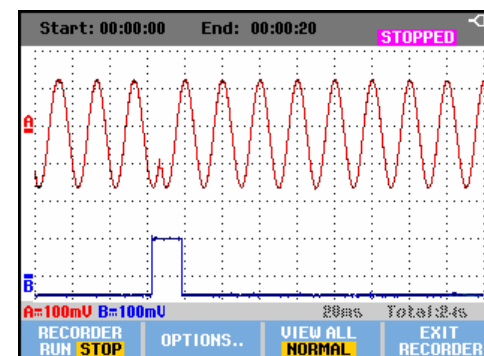 Start: 00:00:00 End: 00:00:20
STOPPED
A
B
A=100mV B=100mV 20ms Total:24s
RECORDER RUN STOP
OPTIONS..
VIEW ALL NORMAL
EXIT RECORDER